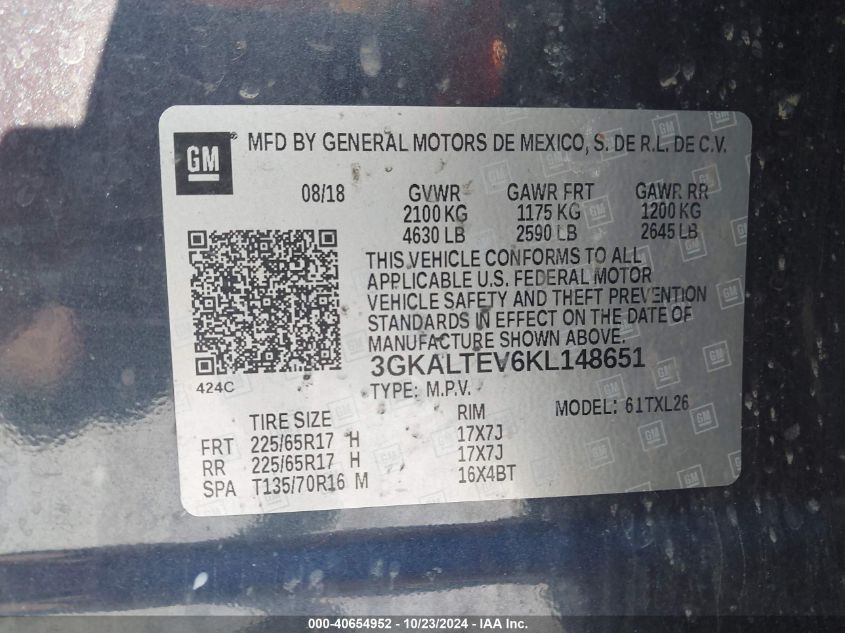 GM ® MFD BY GENERAL MOTORS DE MEXICO, S. DE R.L. DE C.V.
08/18 GVWR GAWR FRT GAWR RR
2100 KG 1175 KG 1200 KG
4630 LB 2590 LB 2645 LB
THIS VEHICLE CONFORMS TO ALL
APPLICABLE U.S. FEDERAL MOTOR
VEHICLE SAFETY AND THEFT PREVENTION
STANDARDS IN EFFECT ON THE DATE OF
MANUFACTURE SHOWN ABOVE.
3GKALTEV6KL148651
424C TYPE: M.P.V. MODEL: 61TXL26
TIRE SIZE RIM
FRT 225/65R17 H 17X7J
RR 225/65R17 H 17X7J
SPA T135/70R16 M 16X4BT
000-40654952 - 10/23/2024 - IAA Inc.